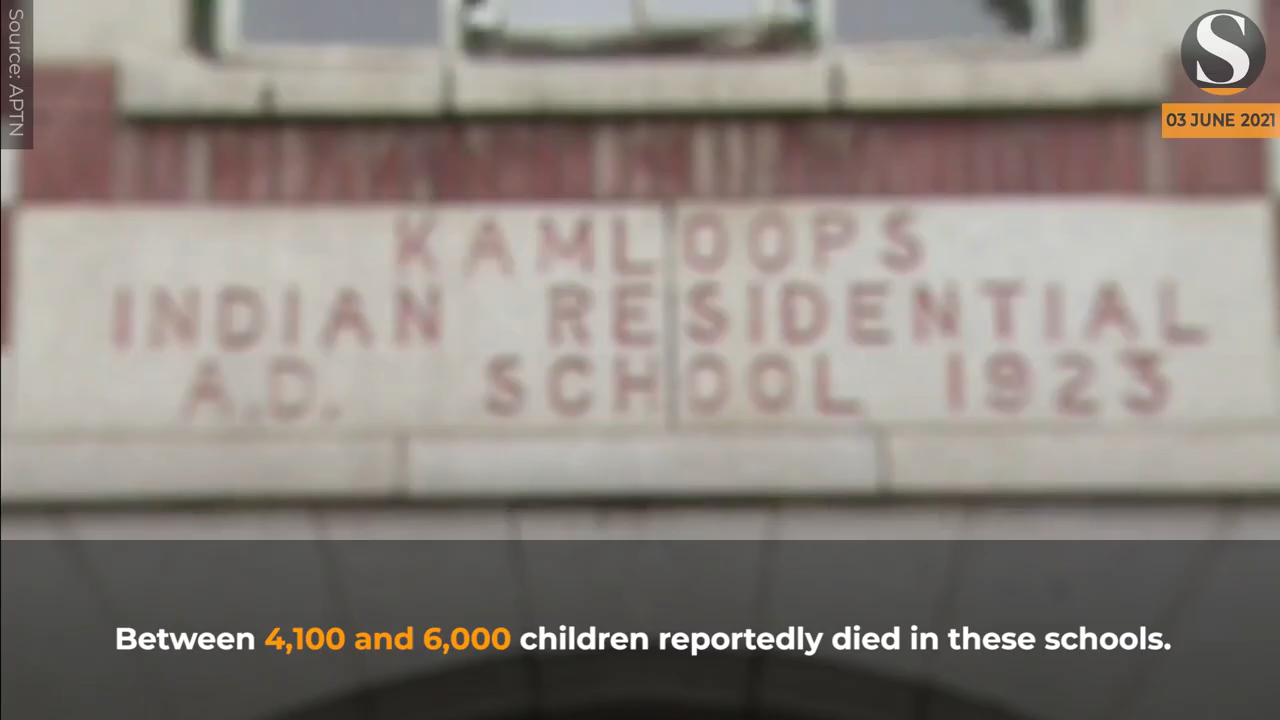 Source: APTN
S
03 JUNE 2021
KAMLOOPS
INDIAN RESIDENTIAL
A.D. SCHOOL 1923
Between 4,100 and 6,000 children reportedly died in these schools.